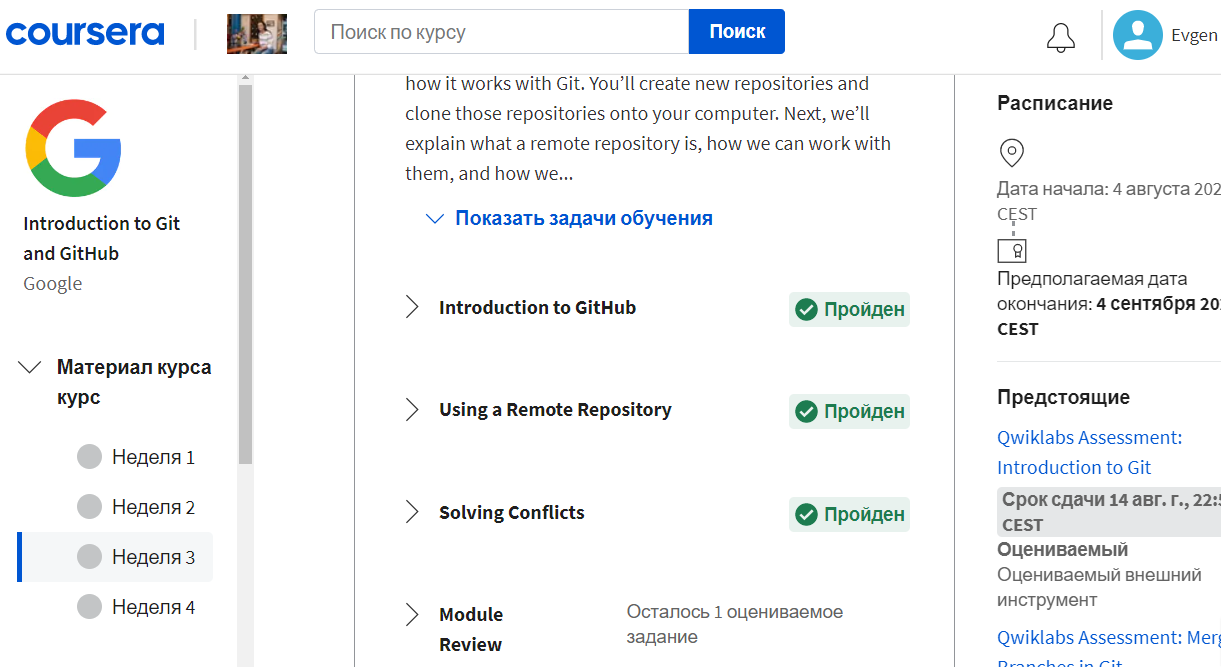 coursera
Поиск по курсу
Поиск
Evgen
Introduction to Git
and GitHub
Google
Материал курса
курс
Неделя 1
Неделя 2
Неделя 3
Неделя 4
how it works with Git. You’ll create new repositories and
clone those repositories onto your computer. Next, we’ll
explain what a remote repository is, how we can work with
them, and how we...
Показать задачи обучения
Introduction to GitHub
Пройден
Using a Remote Repository
Пройден
Solving Conflicts
Пройден
Module
Review
Осталось 1 оцениваемое
задание
Расписание
Дата начала: 4 августа 202
CEST
Предполагаемая дата
окончания: 4 сентября 20
CEST
Предстоящие
Qwiklabs Assessment:
Introduction to Git
Срок сдачи 14 авг. г., 22:5
CEST
Оцениваемый
Оцениваемый внешний
инструмент
Qwiklabs Assessment: Merg
Branches in Git